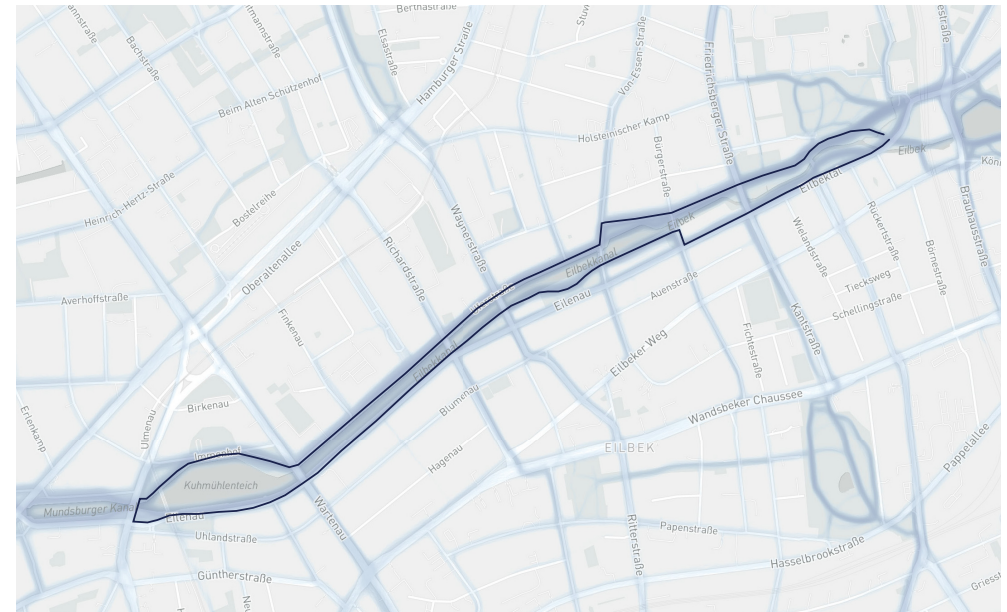 Berthastraße
Bachstraße
Elsastraße
Hamburger Straße
Von-Essen-Straße
Friedrichsberger Straße
Beim Alten Schützenhof
Holsteinischer Kamp
Bürgerstraße
Eilbek
Heinrich-Hertz-Straße
Bostelreihe
Wagnerstraße
Eilbektal
Oberaltenallee
Richardstraße
Eilbek
Wielandstraße
Rückertstraße
Börnestraße
Brauhausstraße
Eilbekkanal
Averhoffstraße
Finkenau
Eilenau
Auenstraße
Tiecksweg
Schellingstraße
Eilbekkanal
Eilbeker Weg
Fichtestraße
Kantstraße
Erlenkamp
Birkenau
Ulmenau
Blumenau
Wandsbeker Chaussee
Immenhof
Hagenau
EILBEK
Pappelallee
Kuhmühlenteich
Mundsburger Kanal
Eilenau
Wartenau
Uhlandstraße
Ritterstraße
Papenstraße
Hasselbrookstraße
Güntherstraße